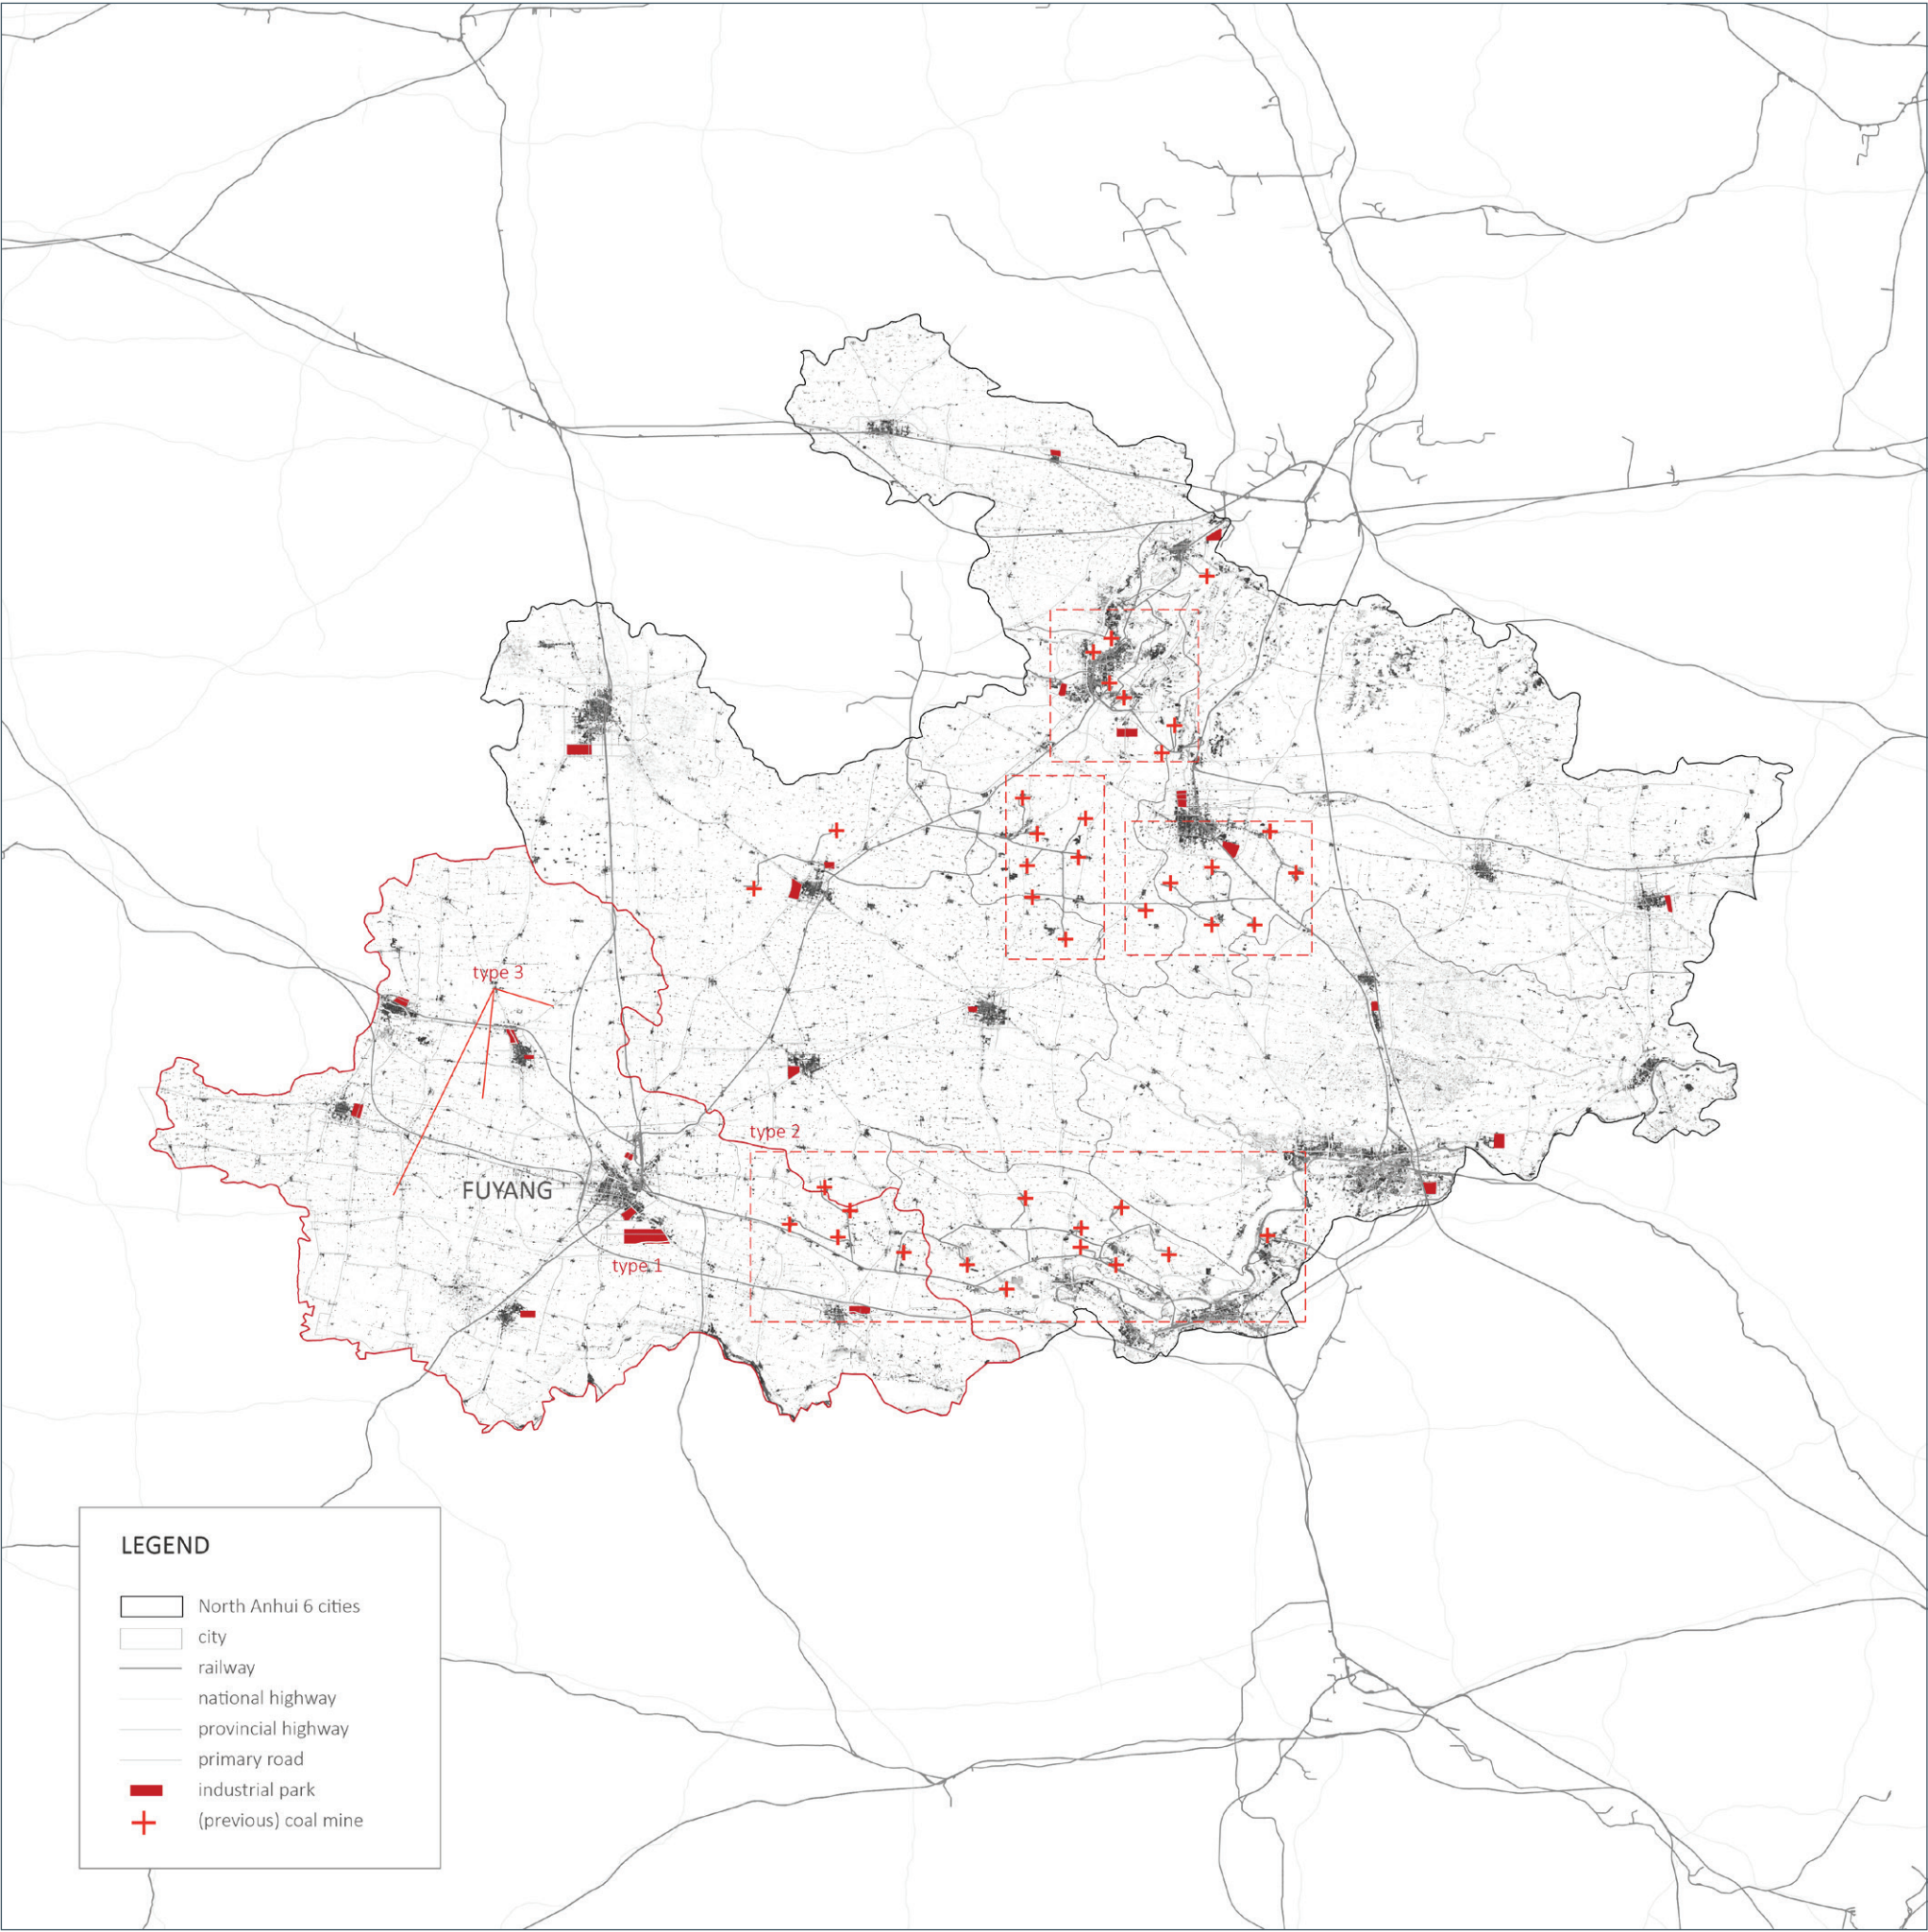 type 3
type 2
FUYANG
type 1
LEGEND
North Anhui 6 cities
city
railway
national highway
provincial highway
primary road
industrial park
(previous) coal mine